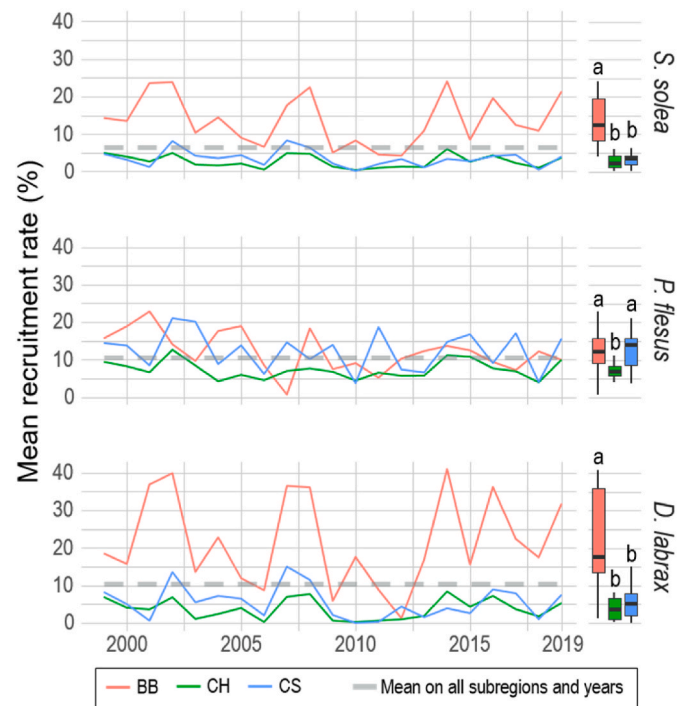 Mean recruitment rate (%)
40
30
20
10
0
a
b
b
S. solea
40
30
20
10
0
a
b
a
P. flesus
40
30
20
10
0
a
b
b
D. labrax
2000
2005
2010
2015
2019
BB
CH
CS
Mean on all subregions and years